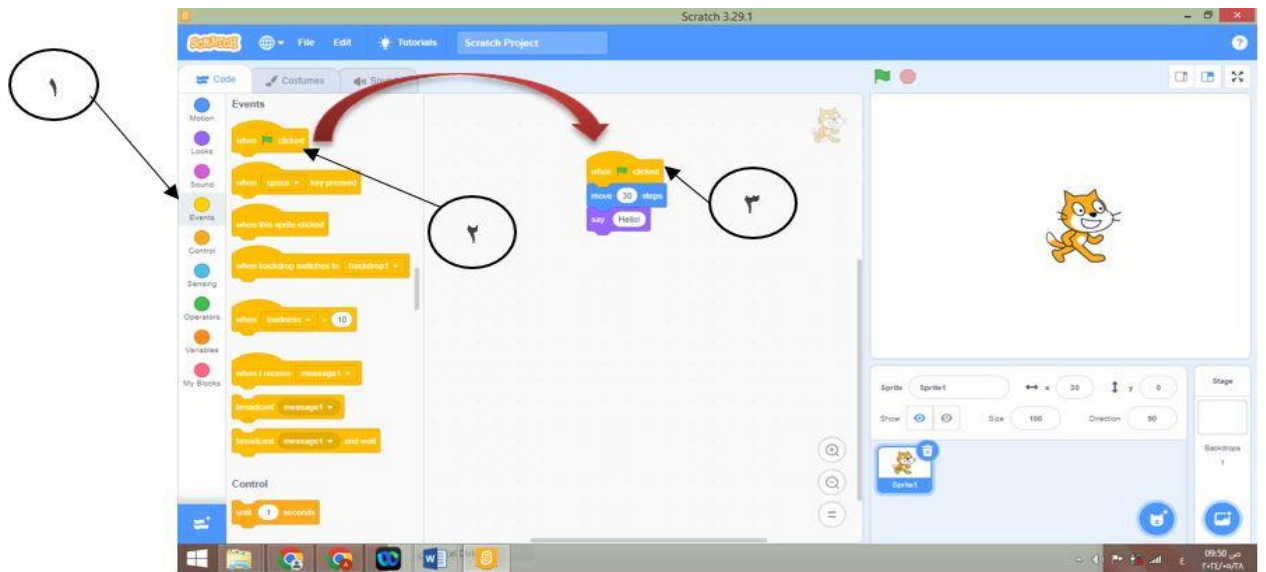 Scratch 3.29.1
SCRATCH File Edit Tutorials Scratch Project
Code Costumes
Motion
Looks
Sound
Events
Control
Sensing
Operators
Variables
My Blocks
Events
when clicked
when space key pressed
when this sprite clicked
when backdrop switches to backdrop1
when loudness > 10
when I receive message1
broadcast message1
broadcast message1 and wait
Control
wait 1 seconds
١
٢
٣
when clicked
move 30 steps
say Hello!
Sprite Sprite1 x 30 y 0
Show Size 100 Direction 90
Sprite1
Stage
Backdrops
1
ع
09:50 ص
٢٠٢٤/٠٥/٢٨